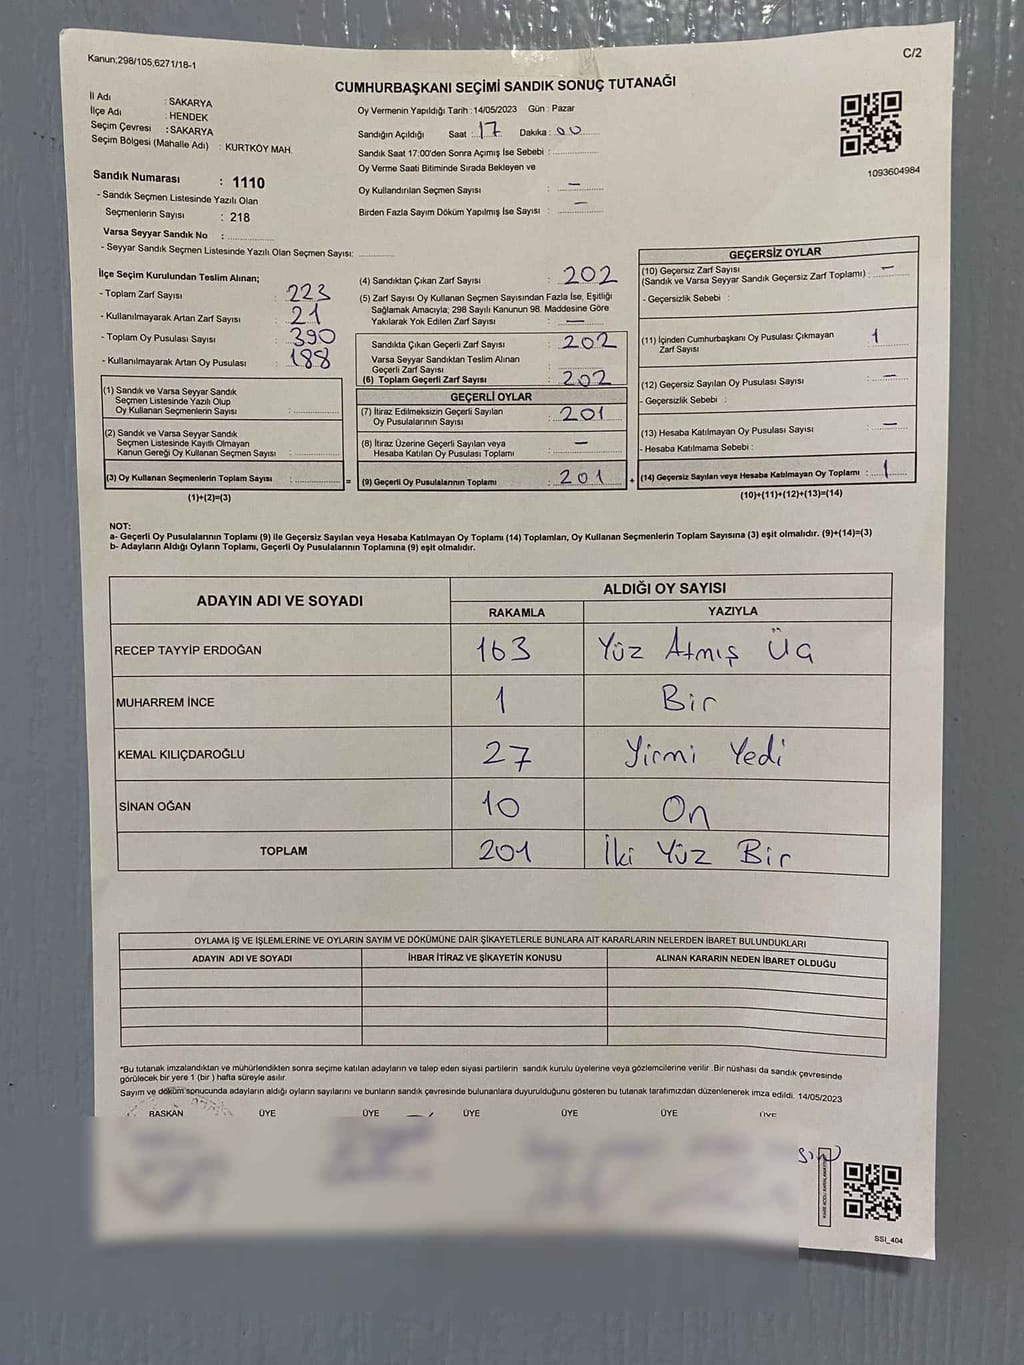 Kanun;298/105,6271/18-1
C/2
CUMHURBAŞKANI SEÇİMİ SANDIK SONUÇ TUTANAĞI
İl Adı : SAKARYA
İlçe Adı : HENDEK
Seçim Çevresi : SAKARYA
Seçim Bölgesi (Mahalle Adı) : KURTKÖY MAH.
Sandık Numarası : 1110
- Sandık Seçmen Listesinde Yazılı Olan
Seçmenlerin Sayısı : 218
Varsa Seyyar Sandık No :
- Seyyar Sandık Seçmen Listesinde Yazılı Olan Seçmen Sayısı:
Oy Vermenin Yapıldığı Tarih : 14/05/2023 Gün : Pazar
Sandığın Açıldığı Saat : 17 Dakika : 00
Sandık Saat 17:00'den Sonra Açımış İse Sebebi :
Oy Verme Saati Bitiminde Sırada Bekleyen ve
Oy Kullandırılan Seçmen Sayısı : —
Birden Fazla Sayım Döküm Yapılmış İse Sayısı : —
1093604984
İlçe Seçim Kurulundan Teslim Alınan;
- Toplam Zarf Sayısı : 223
- Kullanılmayarak Artan Zarf Sayısı : 21
- Toplam Oy Pusulası Sayısı : 390
- Kullanılmayarak Artan Oy Pusulası : 188
(1) Sandık ve Varsa Seyyar Sandık
Seçmen Listesinde Yazılı Olup
Oy Kullanan Seçmenlerin Sayısı :
(2) Sandık ve Varsa Seyyar Sandık
Seçmen Listesinde Kayıtlı Olmayan
Kanun Gereği Oy Kullanan Seçmen Sayısı :
(3) Oy Kullanan Seçmenlerin Toplam Sayısı : =
(1)+(2)=(3)
(4) Sandıktan Çıkan Zarf Sayısı : 202
(5) Zarf Sayısı Oy Kullanan Seçmen Sayısından Fazla İse, Eşitliği
Sağlamak Amacıyla; 298 Sayılı Kanunun 98. Maddesine Göre
Yakılarak Yok Edilen Zarf Sayısı : —
Sandıkta Çıkan Geçerli Zarf Sayısı : 202
Varsa Seyyar Sandıktan Teslim Alınan
Geçerli Zarf Sayısı :
(6) Toplam Geçerli Zarf Sayısı : 202
GEÇERLİ OYLAR
(7) İtiraz Edilmeksizin Geçerli Sayılan
Oy Pusulalarının Sayısı : 201
(8) İtiraz Üzerine Geçerli Sayılan veya
Hesaba Katılan Oy Pusulası Toplamı : —
(9) Geçerli Oy Pusulalarının Toplamı : 201 +
GEÇERSİZ OYLAR
(10) Geçersiz Zarf Sayısı
(Sandık ve Varsa Seyyar Sandık Geçersiz Zarf Toplamı) : —
- Geçersizlik Sebebi :
(11) İçinden Cumhurbaşkanı Oy Pusulası Çıkmayan
Zarf Sayısı : 1
(12) Geçersiz Sayılan Oy Pusulası Sayısı : —
- Geçersizlik Sebebi :
(13) Hesaba Katılmayan Oy Pusulası Sayısı : —
- Hesaba Katılmama Sebebi :
(14) Geçersiz Sayılan veya Hesaba Katılmayan Oy Toplamı : 1
(10)+(11)+(12)+(13)=(14)
NOT:
a- Geçerli Oy Pusulalarının Toplamı (9) ile Geçersiz Sayılan veya Hesaba Katılmayan Oy Toplamı (14) Toplamları, Oy Kullanan Seçmenlerin Toplam Sayısına (3) eşit olmalıdır. (9)+(14)=(3)
b- Adayların Aldığı Oyların Toplamı, Geçerli Oy Pusulalarının Toplamına (9) eşit olmalıdır.
ADAYIN ADI VE SOYADI ALDIĞI OY SAYISI
RAKAMLA YAZIYLA
RECEP TAYYİP ERDOĞAN 163 Yüz Atmış Üç
MUHARREM İNCE 1 Bir
KEMAL KILIÇDAROĞLU 27 Yirmi Yedi
SİNAN OĞAN 10 On
TOPLAM 201 İki Yüz Bir
OYLAMA İŞ VE İŞLEMLERİNE VE OYLARIN SAYIM VE DÖKÜMÜNE DAİR ŞİKAYETLERLE BUNLARA AİT KARARLARIN NELERDEN İBARET BULUNDUKLARI
ADAYIN ADI VE SOYADI İHBAR İTİRAZ VE ŞİKAYETİN KONUSU ALINAN KARARIN NEDEN İBARET OLDUĞU
*Bu tutanak imzalandıktan ve mühürlendikten sonra seçime katılan adayların ve talep eden siyasi partilerin sandık kurulu üyelerine veya gözlemcilerine verilir. Bir nüshası da sandık çevresinde
görülecek bir yere 1 (bir ) hafta süreyle asılır.
Sayım ve döküm sonucunda adayların aldığı oyların sayılarını ve bunların sandık çevresinde bulunanlara duyurulduğunu gösteren bu tutanak tarafımızdan düzenlenerek imza edildi. 14/05/2023
BAŞKAN ÜYE ÜYE ÜYE ÜYE ÜYE ÜYE
SSI_404